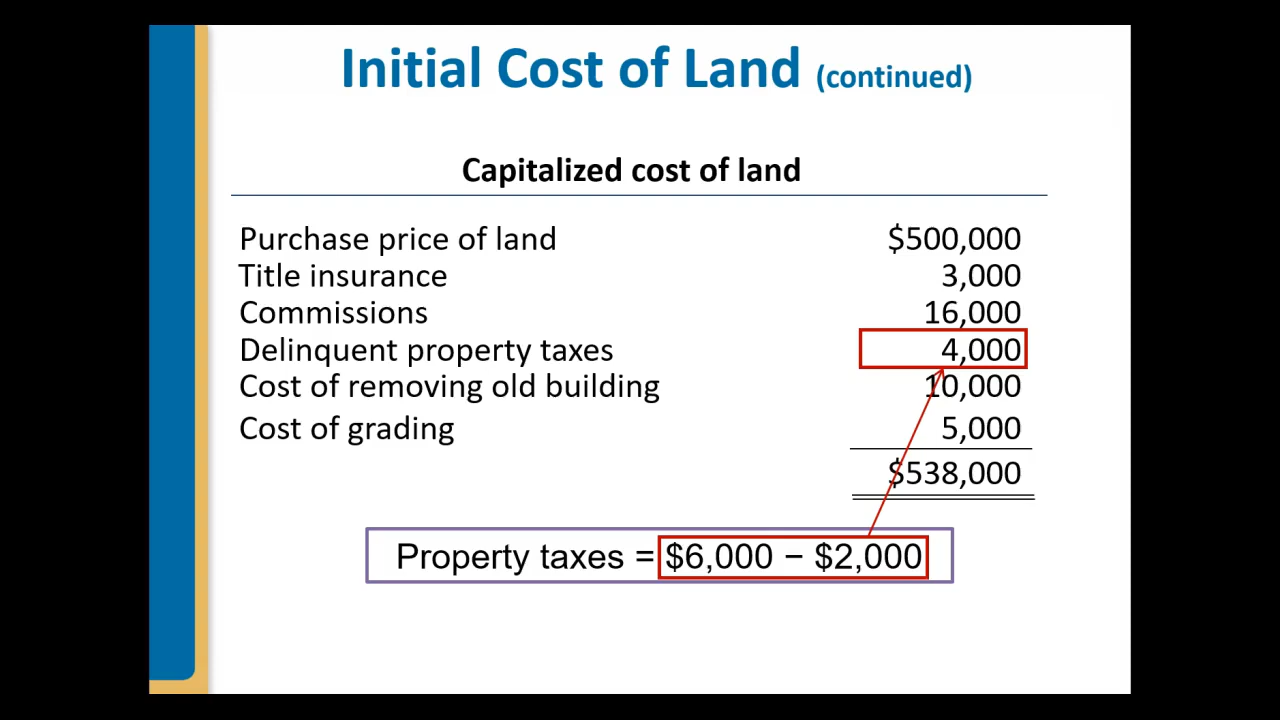 Initial Cost of Land (continued)
Capitalized cost of land
Purchase price of land $500,000
Title insurance 3,000
Commissions 16,000
Delinquent property taxes 4,000
Cost of removing old building 10,000
Cost of grading 5,000
$538,000
Property taxes = $6,000 − $2,000